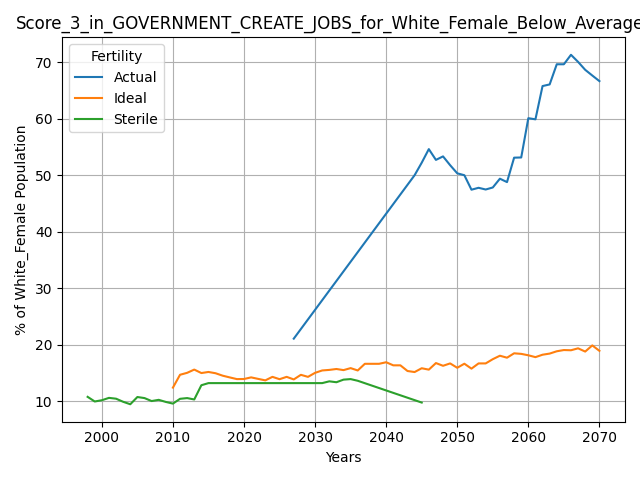 Score_3_in_GOVERNMENT_CREATE_JOBS_for_White_Female_Below_Average
Fertility
Actual
Ideal
Sterile
% of White_Female Population
70
60
50
40
30
20
10
2000 2010 2020 2030 2040 2050 2060 2070
Years